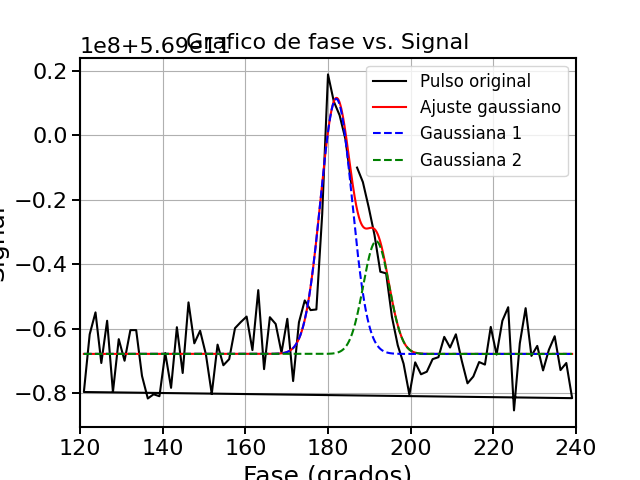 1e8+5.69e11
Grafico de fase vs. Signal
Pulso original
Ajuste gaussiano
Gaussiana 1
Gaussiana 2
0.2
0.0
−0.2
−0.4
−0.6
−0.8
Signal
120 140 160 180 200 220 240
Fase (grados)